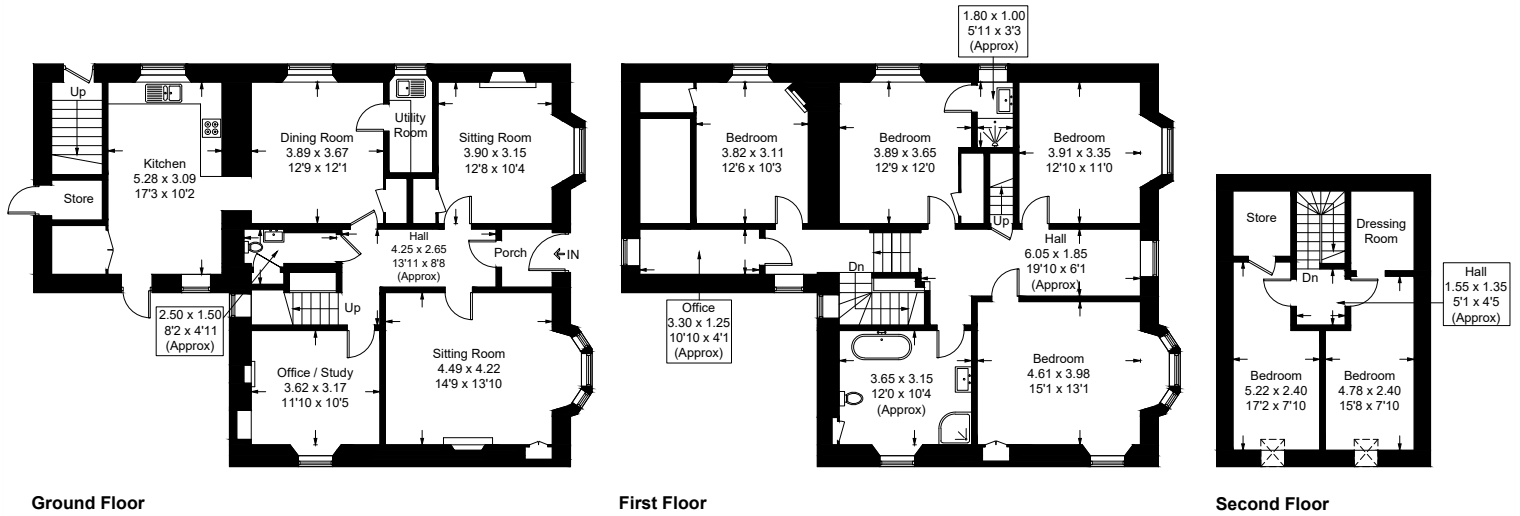 Up
Store
Kitchen
5.28 x 3.09
17'3 x 10'2
Dining Room
3.89 x 3.67
12'9 x 12'1
Utility
Room
Sitting Room
3.90 x 3.15
12'8 x 10'4
Hall
4.25 x 2.65
13'11 x 8'8
(Approx)
Porch
IN
2.50 x 1.50
8'2 x 4'11
(Approx)
Up
Office / Study
3.62 x 3.17
11'10 x 10'5
Sitting Room
4.49 x 4.22
14'9 x 13'10
Ground Floor
1.80 x 1.00
5'11 x 3'3
(Approx)
Bedroom
3.82 x 3.11
12'6 x 10'3
Bedroom
3.89 x 3.65
12'9 x 12'0
Bedroom
3.91 x 3.35
12'10 x 11'0
Up
Hall
6.05 x 1.85
19'10 x 6'1
(Approx)
Dn
Office
3.30 x 1.25
10'10 x 4'1
(Approx)
3.65 x 3.15
12'0 x 10'4
(Approx)
Bedroom
4.61 x 3.98
15'1 x 13'1
First Floor
Store
Dressing
Room
Dn
Hall
1.55 x 1.35
5'1 x 4'5
(Approx)
Bedroom
5.22 x 2.40
17'2 x 7'10
Bedroom
4.78 x 2.40
15'8 x 7'10
Second Floor